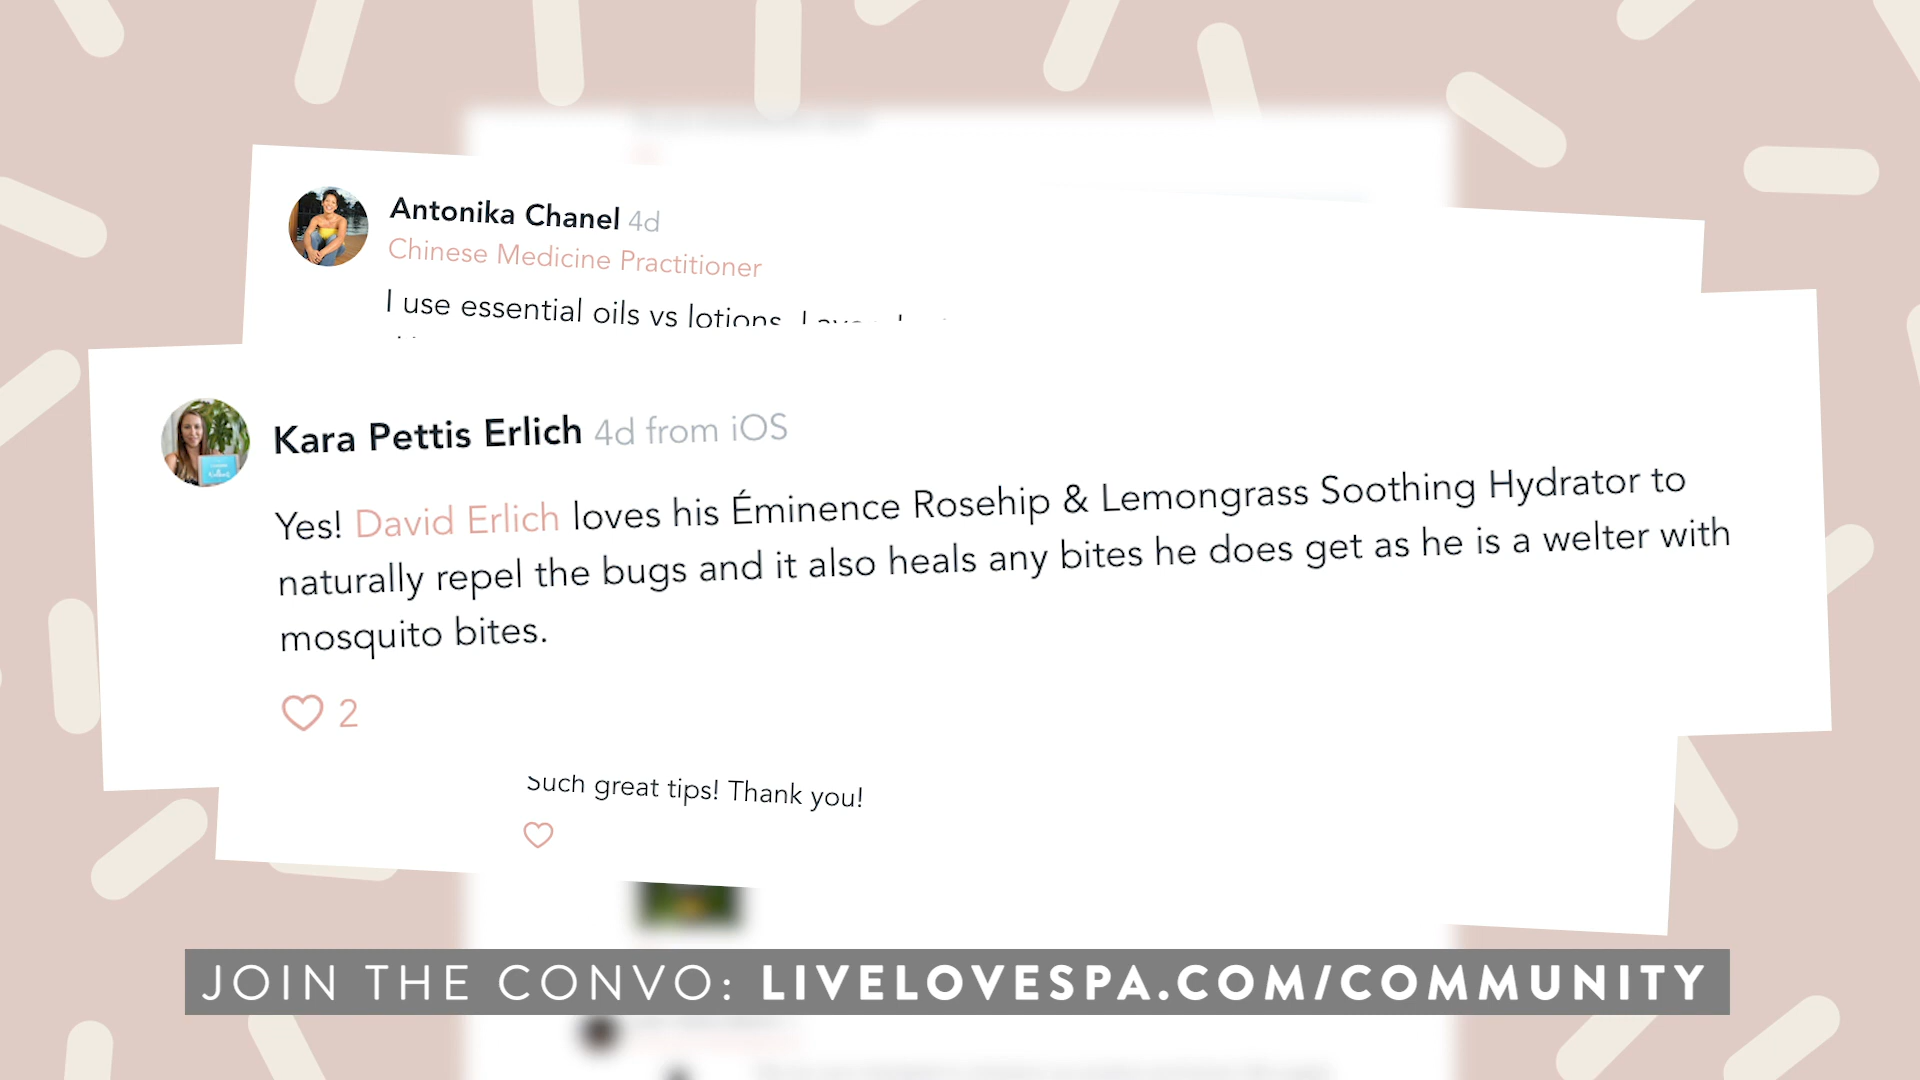 Antonika Chanel 4d
Chinese Medicine Practitioner
I use essential oils vs lotions.
Kara Pettis Erlich 4d from iOS
Yes! David Erlich loves his Éminence Rosehip & Lemongrass Soothing Hydrator to
naturally repel the bugs and it also heals any bites he does get as he is a welter with
mosquito bites.
2
Such great tips! Thank you!
JOIN THE CONVO: LIVELOVESPA.COM/COMMUNITY